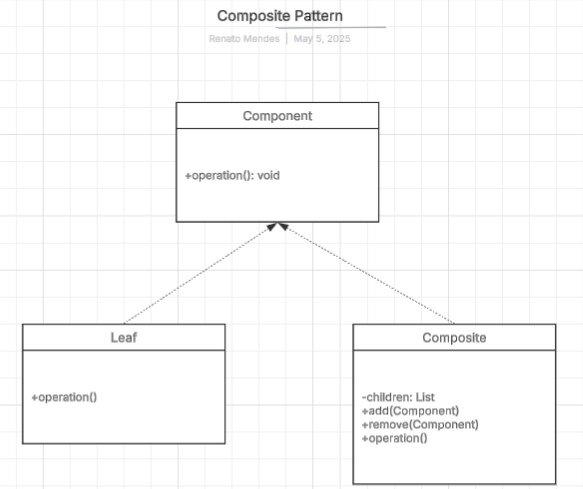 Composite Pattern
Renato Mendes | May 5, 2025
Component
+operation(): void
Leaf
+operation()
Composite
-children: List
+add(Component)
+remove(Component)
+operation()